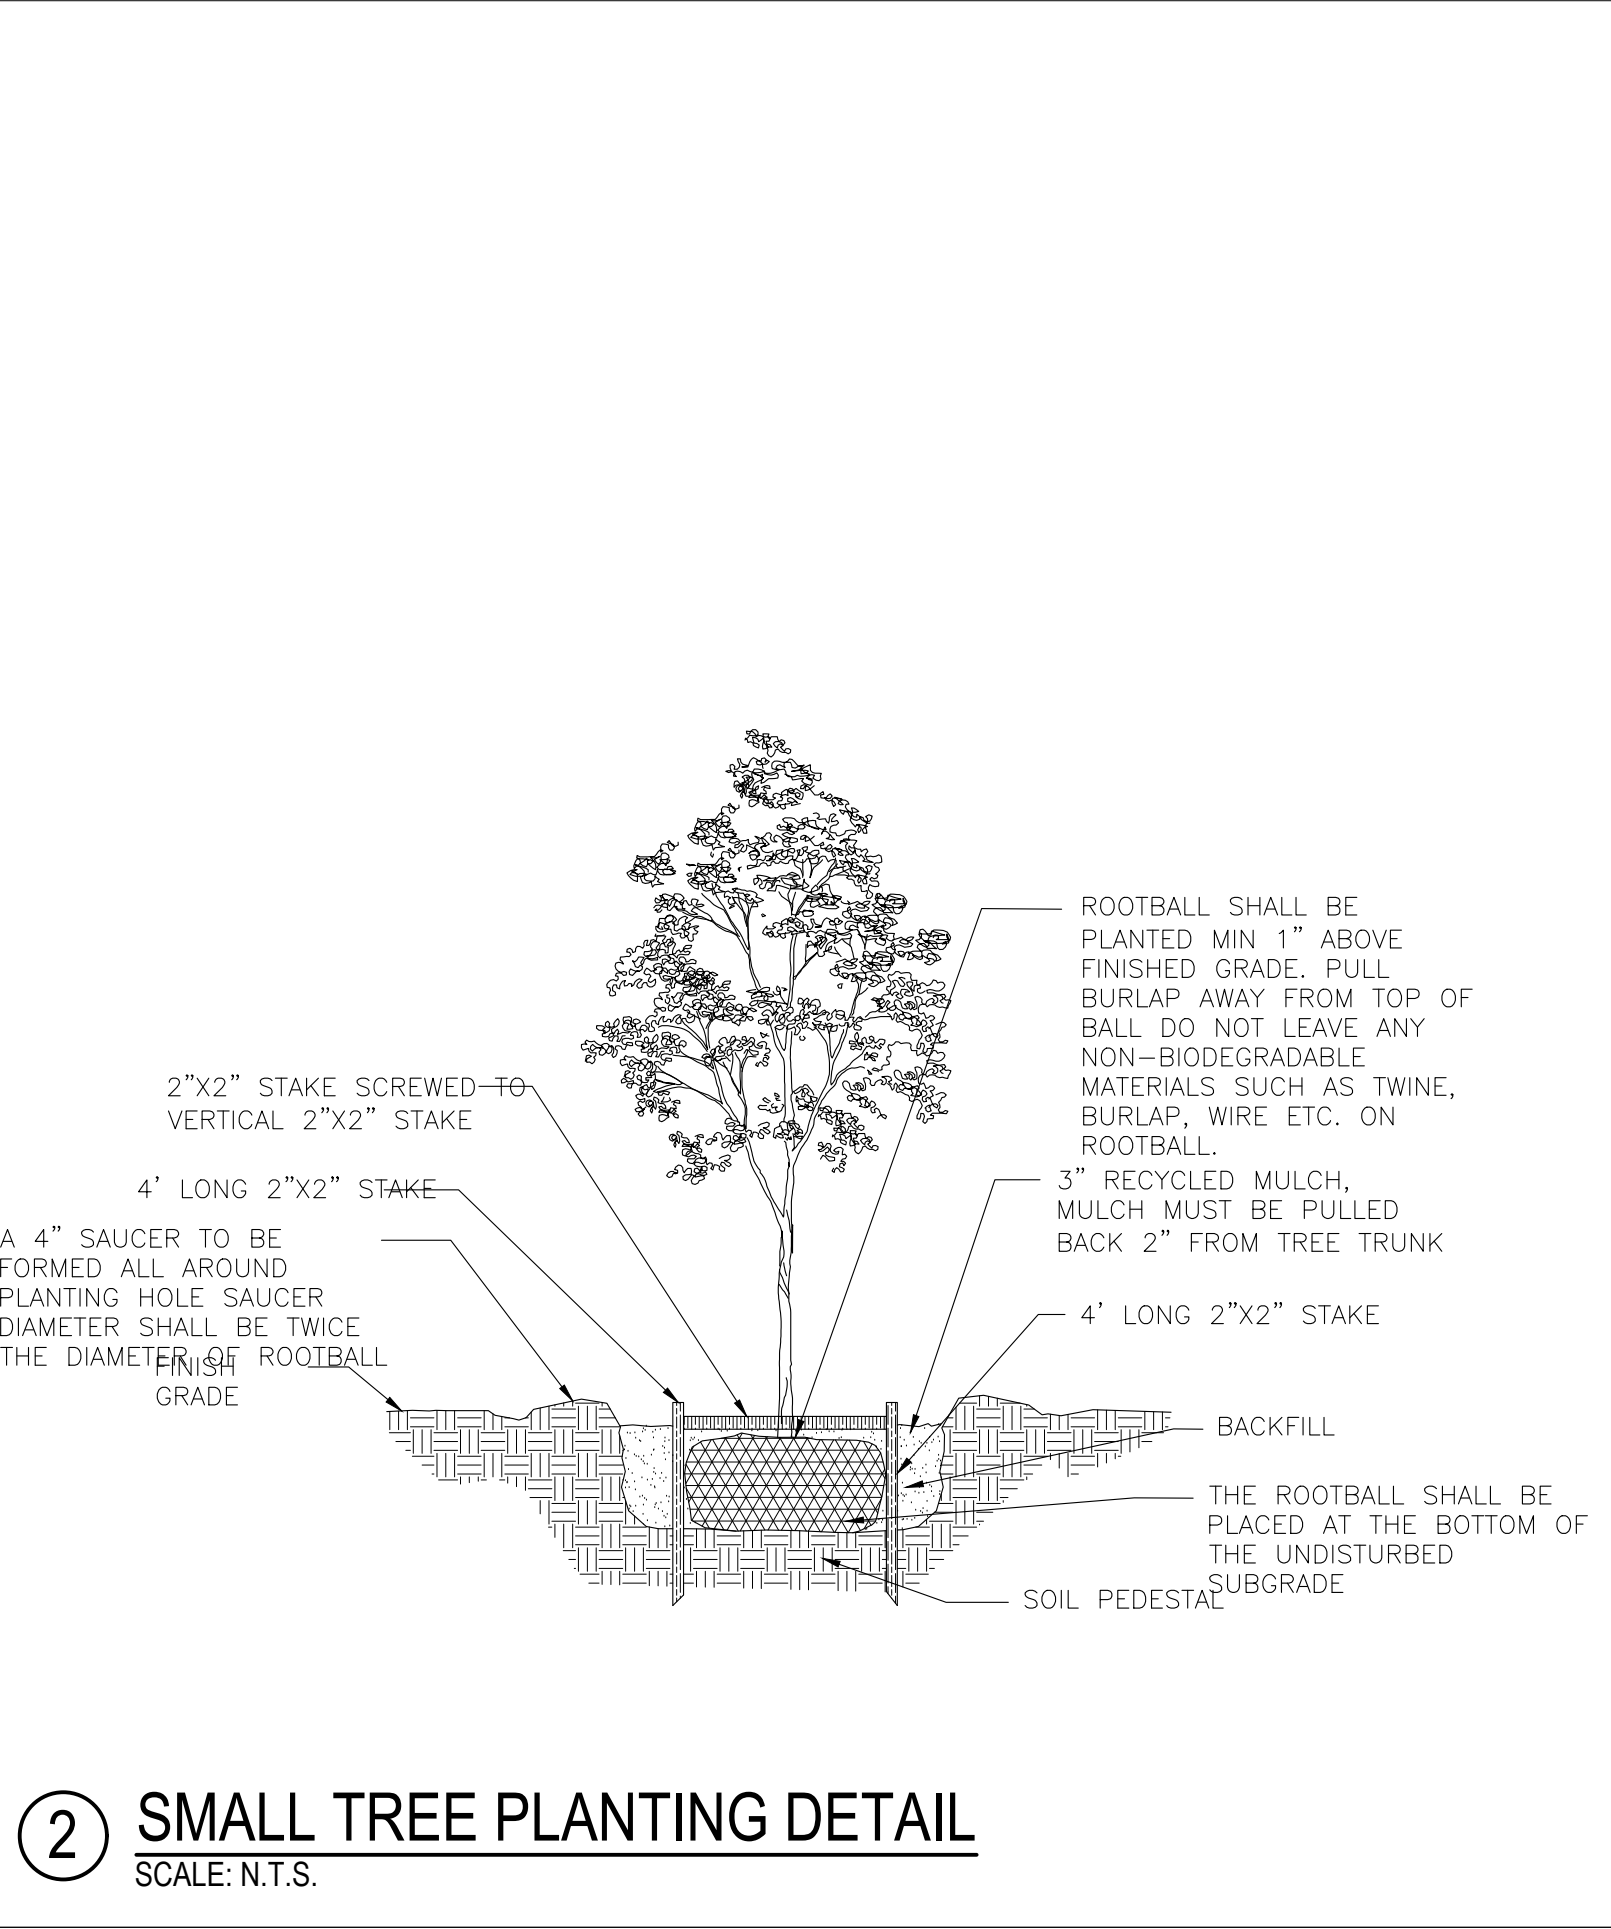 ROOTBALL SHALL BE
PLANTED MIN 1” ABOVE
FINISHED GRADE. PULL
BURLAP AWAY FROM TOP OF
BALL DO NOT LEAVE ANY
NON–BIODEGRADABLE
MATERIALS SUCH AS TWINE,
BURLAP, WIRE ETC. ON
ROOTBALL.
2”X2” STAKE SCREWED TO
VERTICAL 2”X2” STAKE
4’ LONG 2”X2” STAKE
A 4” SAUCER TO BE
FORMED ALL AROUND
PLANTING HOLE SAUCER
DIAMETER SHALL BE TWICE
THE DIAMETER OF ROOTBALL
FINISH
GRADE
3” RECYCLED MULCH,
MULCH MUST BE PULLED
BACK 2” FROM TREE TRUNK
4’ LONG 2”X2” STAKE
BACKFILL
THE ROOTBALL SHALL BE
PLACED AT THE BOTTOM OF
THE UNDISTURBED
SUBGRADE
SOIL PEDESTAL
2
SMALL TREE PLANTING DETAIL
SCALE: N.T.S.